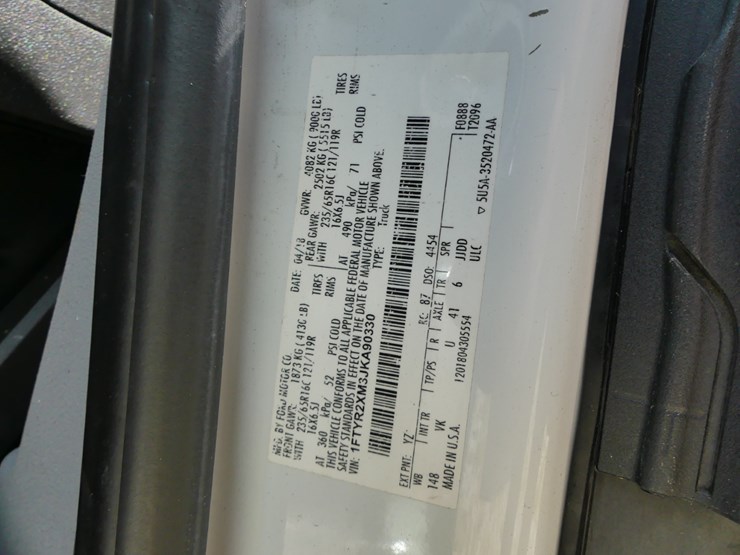 MFD. BY FORD MOTOR CO. DATE: 04/18 GVWR: 4082 KG ( 9000 LB)
FRONT GAWR: 1873 KG ( 4130 LB) REAR GAWR: 2502 KG ( 5515 LB)
WITH 235/65R16C 121/119R TIRES WITH 235/65R16C 121/119R TIRES
16X6.5J RIMS 16X6.5J RIMS
AT 360 kPa/ 52 PSI COLD AT 490 kPa/ 71 PSI COLD
THIS VEHICLE CONFORMS TO ALL APPLICABLE FEDERAL MOTOR VEHICLE
SAFETY STANDARDS IN EFFECT ON THE DATE OF MANUFACTURE SHOWN ABOVE.
VIN: 1FTYR2XM3JKA90330 TYPE: Truck
EXT PNT: YZ RC: 87 DSO: 4454 F0888
WB INT TR TP/PS R AXLE TR SPR T2096
148 VK U 41 6 JJDD
MADE IN U.S.A. 1201804305554 ULC
▽ 5U5A-3520472-AA